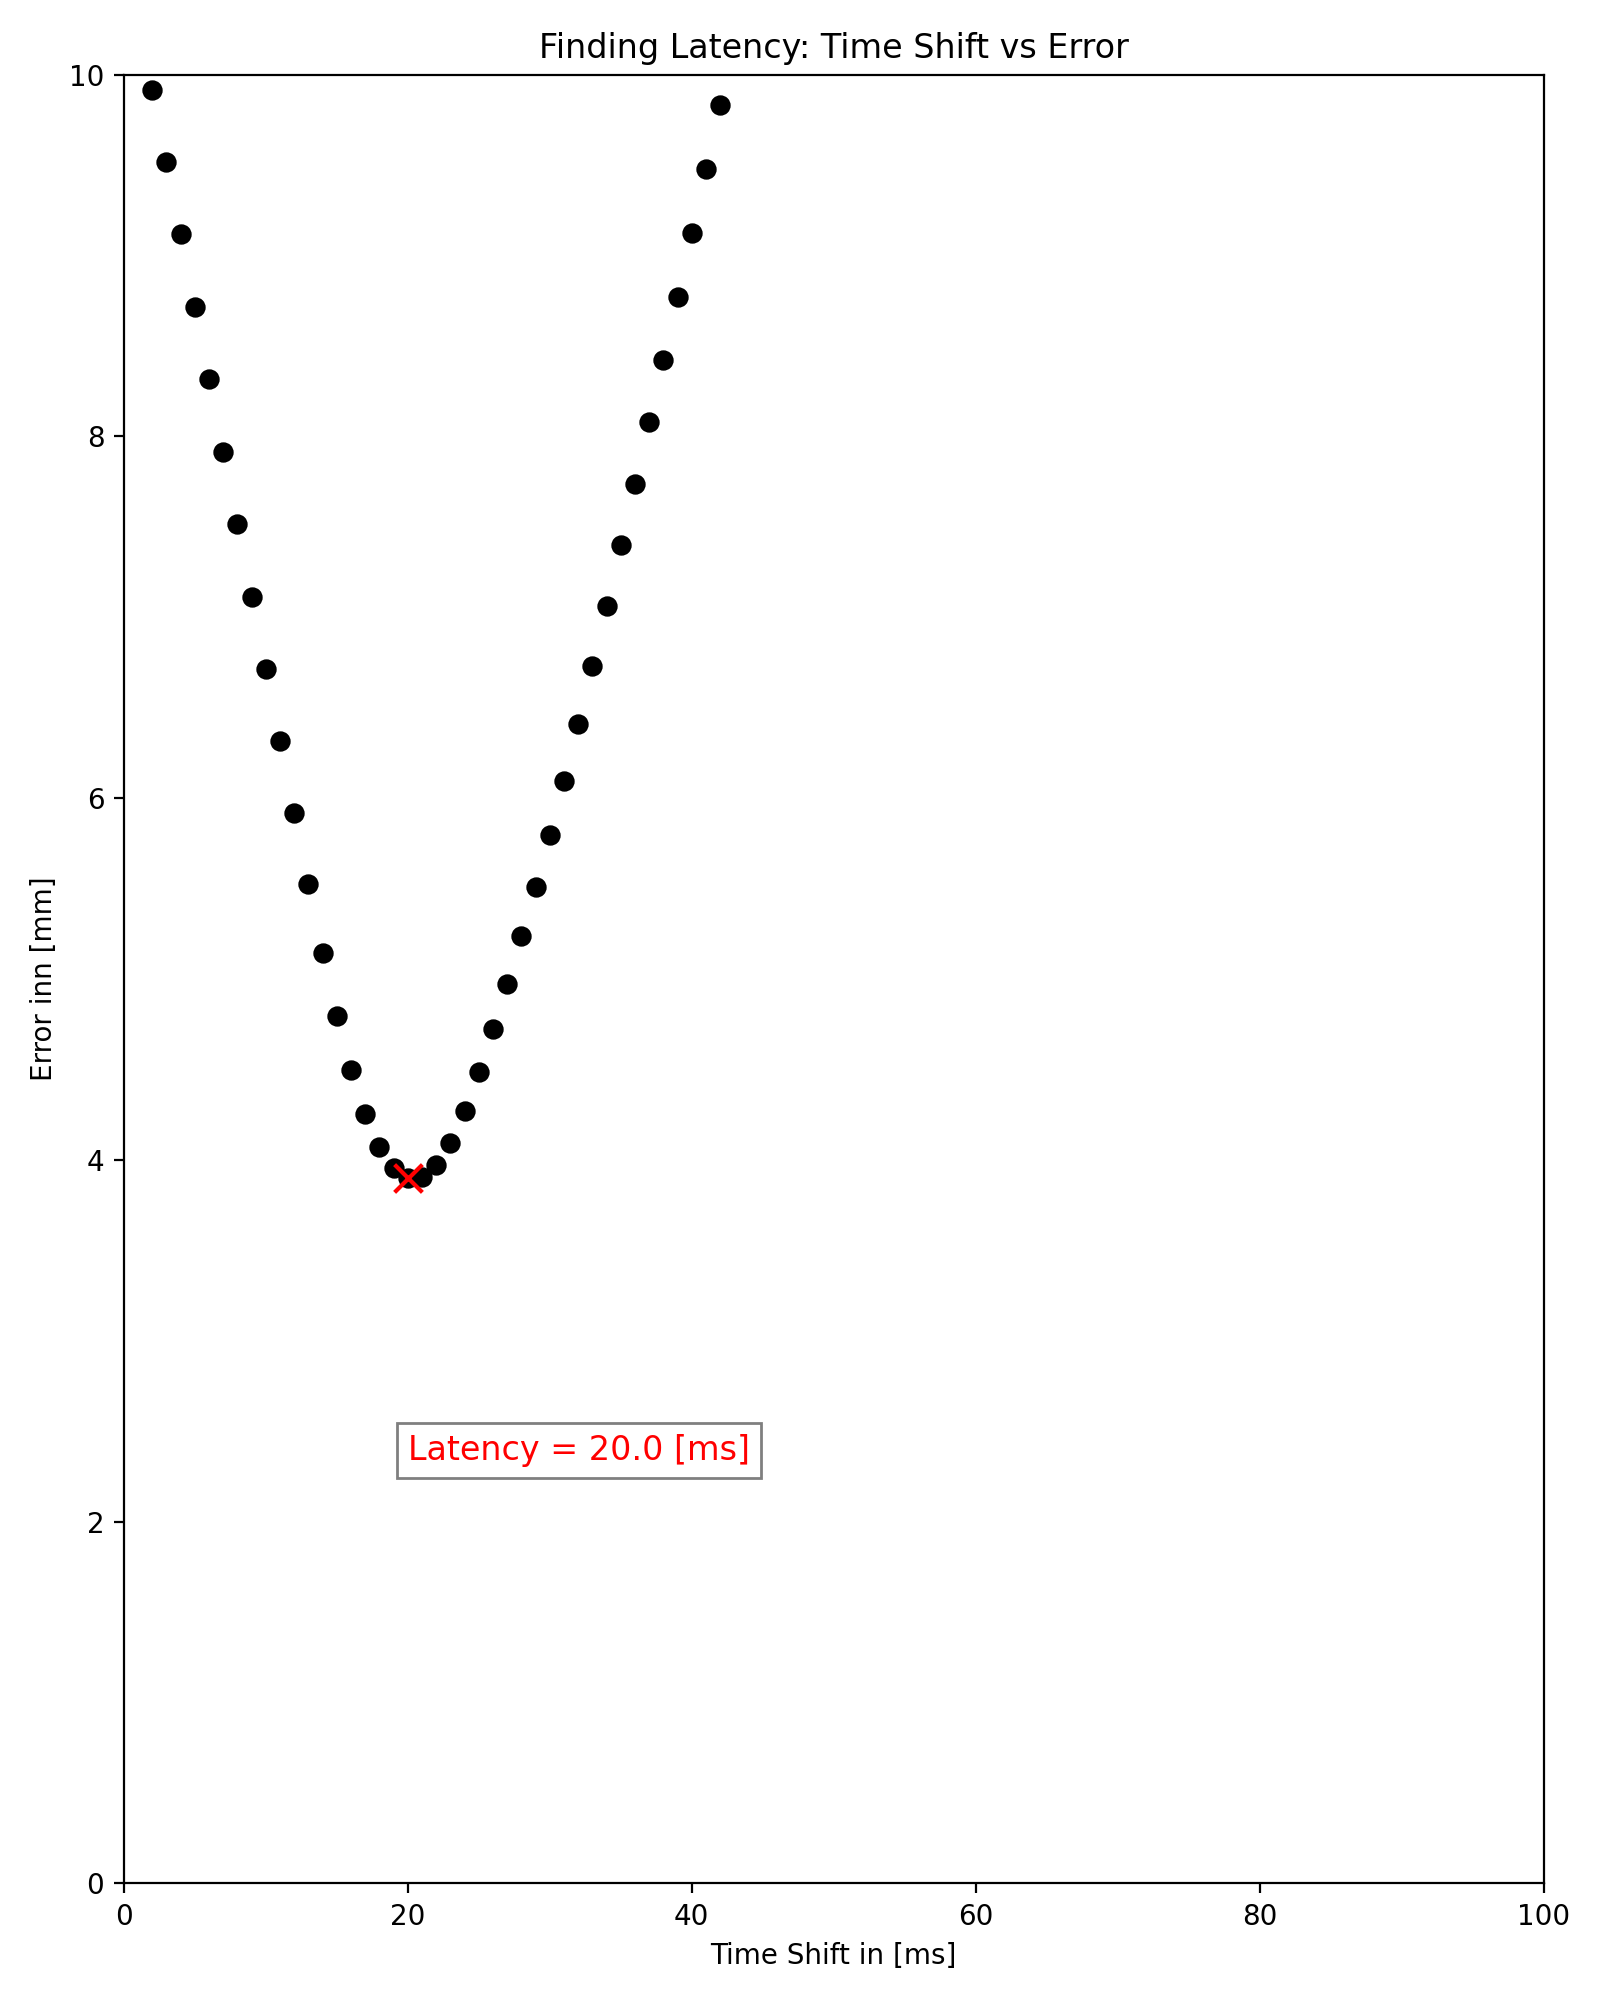 Finding Latency: Time Shift vs Error
10
8
6
4
2
0
Error inn [mm]
Latency = 20.0 [ms]
0 20 40 60 80 100
Time Shift in [ms]